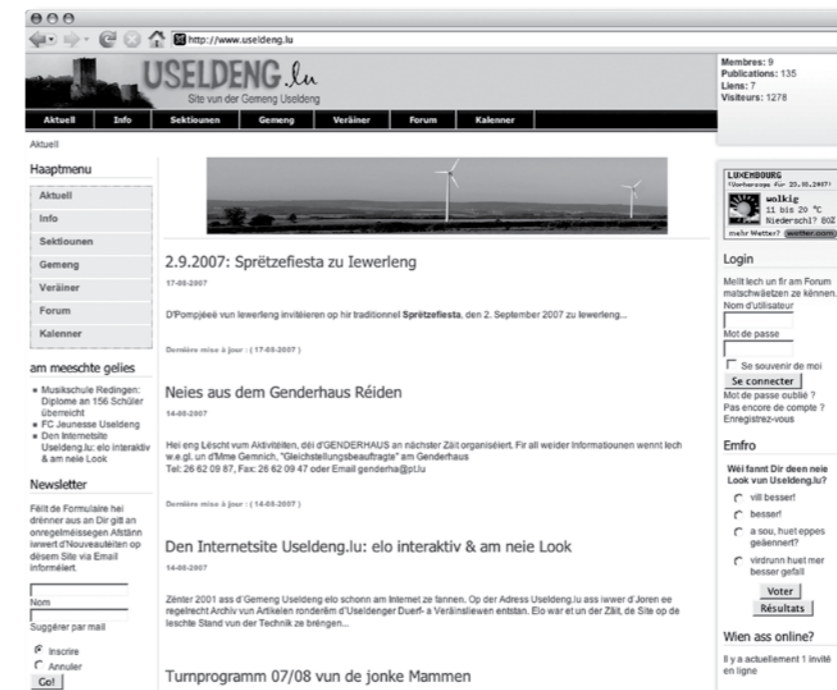 http://www.useldeng.lu
USELDENG.lu
Site vun der Gemeng Useldeng
Membres: 9
Publications: 135
Liens: 7
Visiteurs: 1278
Aktuell Info Sektiounen Gemeng Veräiner Forum Kalenner
Aktuell
Haaptmenu
Aktuell
Info
Sektiounen
Gemeng
Veräiner
Forum
Kalenner
am meeschte gelies
Musikschule Redingen:
Diplome an 156 Schüler
überreicht
FC Jeunesse Useldeng
Den Internetsite
Useldeng.lu: elo interaktiv
& am neie Look
Newsletter
Fëllt de Formulaire hei
drënner aus an Dir gitt an
onregelméissegen Afstänn
iwwert d'Nouveautéiten op
dësem Site via Email
informéiert.
Nom
Suggérer par mail
Inscrire
Annuler
Go!
2.9.2007: Sprëtzefiesta zu Iewerleng
17-08-2007
D'Pompjeeë vun Iewerleng invitéieren op hir traditionnel Sprëtzefiesta, den 2. September 2007 zu Iewerleng...
Dernière mise à jour : ( 17-08-2007 )
Neies aus dem Genderhaus Réiden
14-08-2007
Hei eng Lëscht vum Aktivitéiten, déi d'GENDERHAUS an nächster Zäit organiséiert. Fir all weider Informatiounen wennt Iech
w.e.gl. un d'Mme Gemnich, "Gleichstellungsbeauftragte" am Genderhaus
Tel: 26 62 09 87, Fax: 26 62 09 47 oder Email genderha@pt.lu
Dernière mise à jour : ( 14-08-2007 )
Den Internetsite Useldeng.lu: elo interaktiv & am neie Look
14-08-2007
Zënter 2001 ass d'Gemeng Useldeng elo schonn am Internet ze fannen. Op der Adress Useldeng.lu ass iwwer d'Joren ee
regelrecht Archiv vun Artikelen ronderëm d'Useldenger Duerf- a Veräinsliewen entstan. Elo war et un der Zäit, de Site op de
leschte Stand vun der Technik ze bréngen...
Turnprogramm 07/08 vun de jonke Mammen
LUXEMBOURG
wolkig
11 bis 20 °C
Niederschl? 80%
mehr Wetter? wetter.com
Login
Mellt Iech un fir am Forum
matschwätzen ze kënnen.
Nom d'utilisateur
Mot de passe
Se souvenir de moi
Se connecter
Mot de passe oublié ?
Pas encore de compte ?
Enregistrez-vous
Emfro
Wéi fannt Dir deen neie
Look vun Useldeng.lu?
vill besser!
besser!
a sou, huet eppes
geännert?
virdrunn huet mer
besser gefall
Voter
Résultats
Wien ass online?
Il y a actuellement 1 invité
en ligne